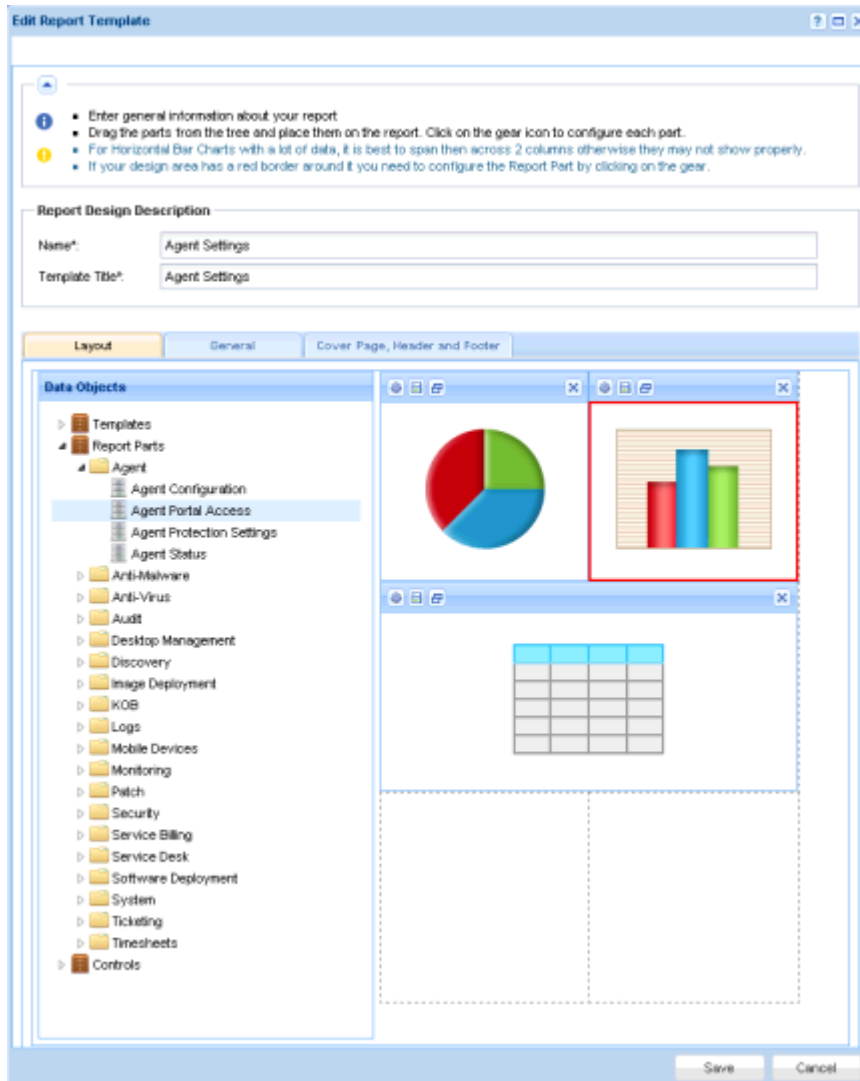 Edit Report Template
Enter general information about your report
Drag the parts from the tree and place them on the report. Click on the gear icon to configure each part.
For Horizontal Bar Charts with a lot of data, it is best to span then across 2 columns otherwise they may not show properly.
If your design area has a red border around it you need to configure the Report Part by clicking on the gear.
Report Design Description
Name*: Agent Settings
Template Title*: Agent Settings
Layout General Cover Page, Header and Footer
Data Objects
Templates
Report Parts
Agent
Agent Configuration
Agent Portal Access
Agent Protection Settings
Agent Status
Anti-Malware
Anti-Virus
Audit
Desktop Management
Discovery
Image Deployment
KOB
Logs
Mobile Devices
Monitoring
Patch
Security
Service Billing
Service Desk
Software Deployment
System
Ticketing
Timesheets
Controls
Save Cancel